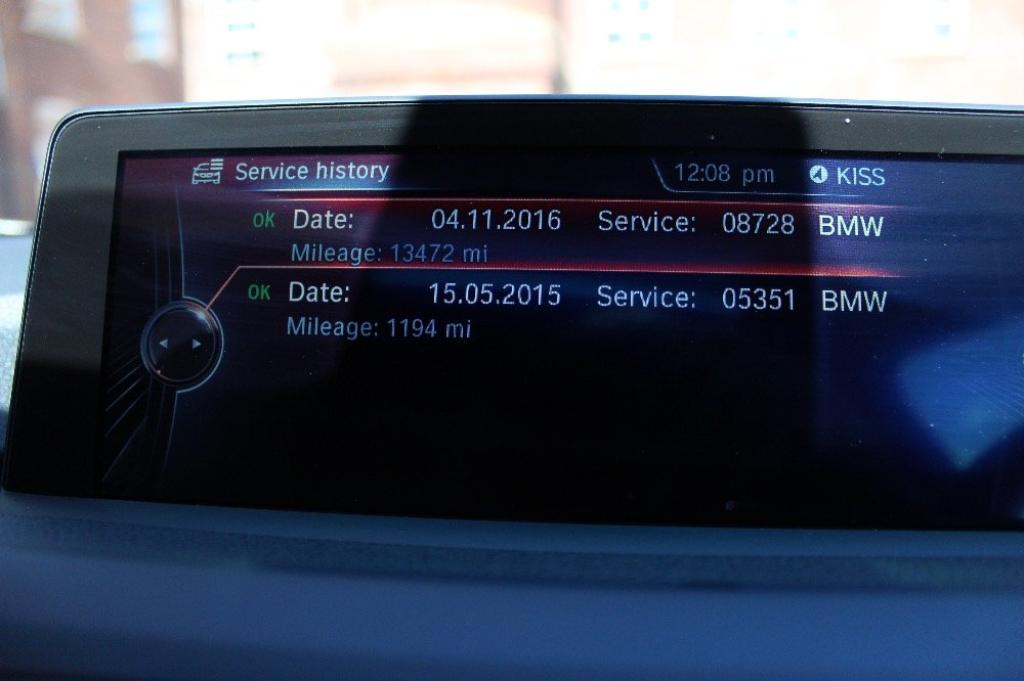 Service history 12:08 pm KISS
OK Date: 04.11.2016 Service: 08728 BMW
Mileage: 13472 mi
OK Date: 15.05.2015 Service: 05351 BMW
Mileage: 1194 mi